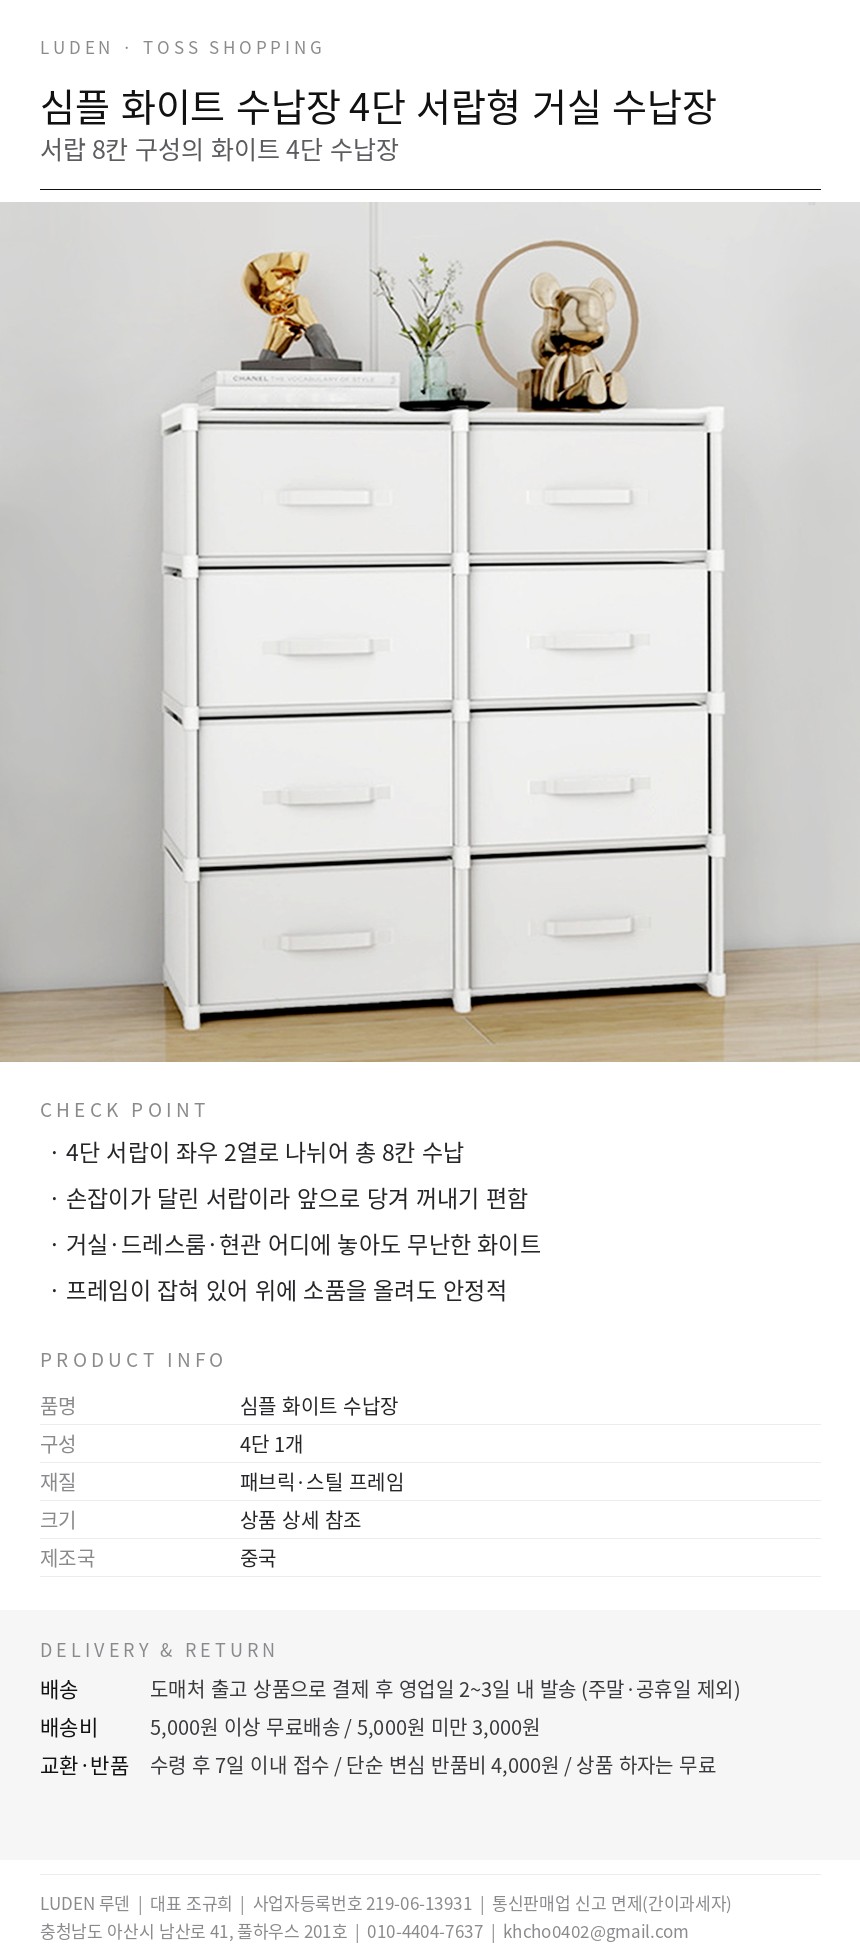 LUDEN · TOSS SHOPPING
심플 화이트 수납장 4단 서랍형 거실 수납장
서랍 8칸 구성의 화이트 4단 수납장
CHANEL THE VOCABULARY OF STYLE
CHECK POINT
· 4단 서랍이 좌우 2열로 나뉘어 총 8칸 수납
· 손잡이가 달린 서랍이라 앞으로 당겨 꺼내기 편함
· 거실·드레스룸·현관 어디에 놓아도 무난한 화이트
· 프레임이 잡혀 있어 위에 소품을 올려도 안정적
PRODUCT INFO
품명 심플 화이트 수납장
구성 4단 1개
재질 패브릭·스틸 프레임
크기 상품 상세 참조
제조국 중국
DELIVERY & RETURN
배송 도매처 출고 상품으로 결제 후 영업일 2~3일 내 발송 (주말·공휴일 제외)
배송비 5,000원 이상 무료배송 / 5,000원 미만 3,000원
교환·반품 수령 후 7일 이내 접수 / 단순 변심 반품비 4,000원 / 상품 하자는 무료
LUDEN 루덴 | 대표 조규희 | 사업자등록번호 219-06-13931 | 통신판매업 신고 면제(간이과세자)
충청남도 아산시 남산로 41, 풀하우스 201호 | 010-4404-7637 | khcho0402@gmail.com